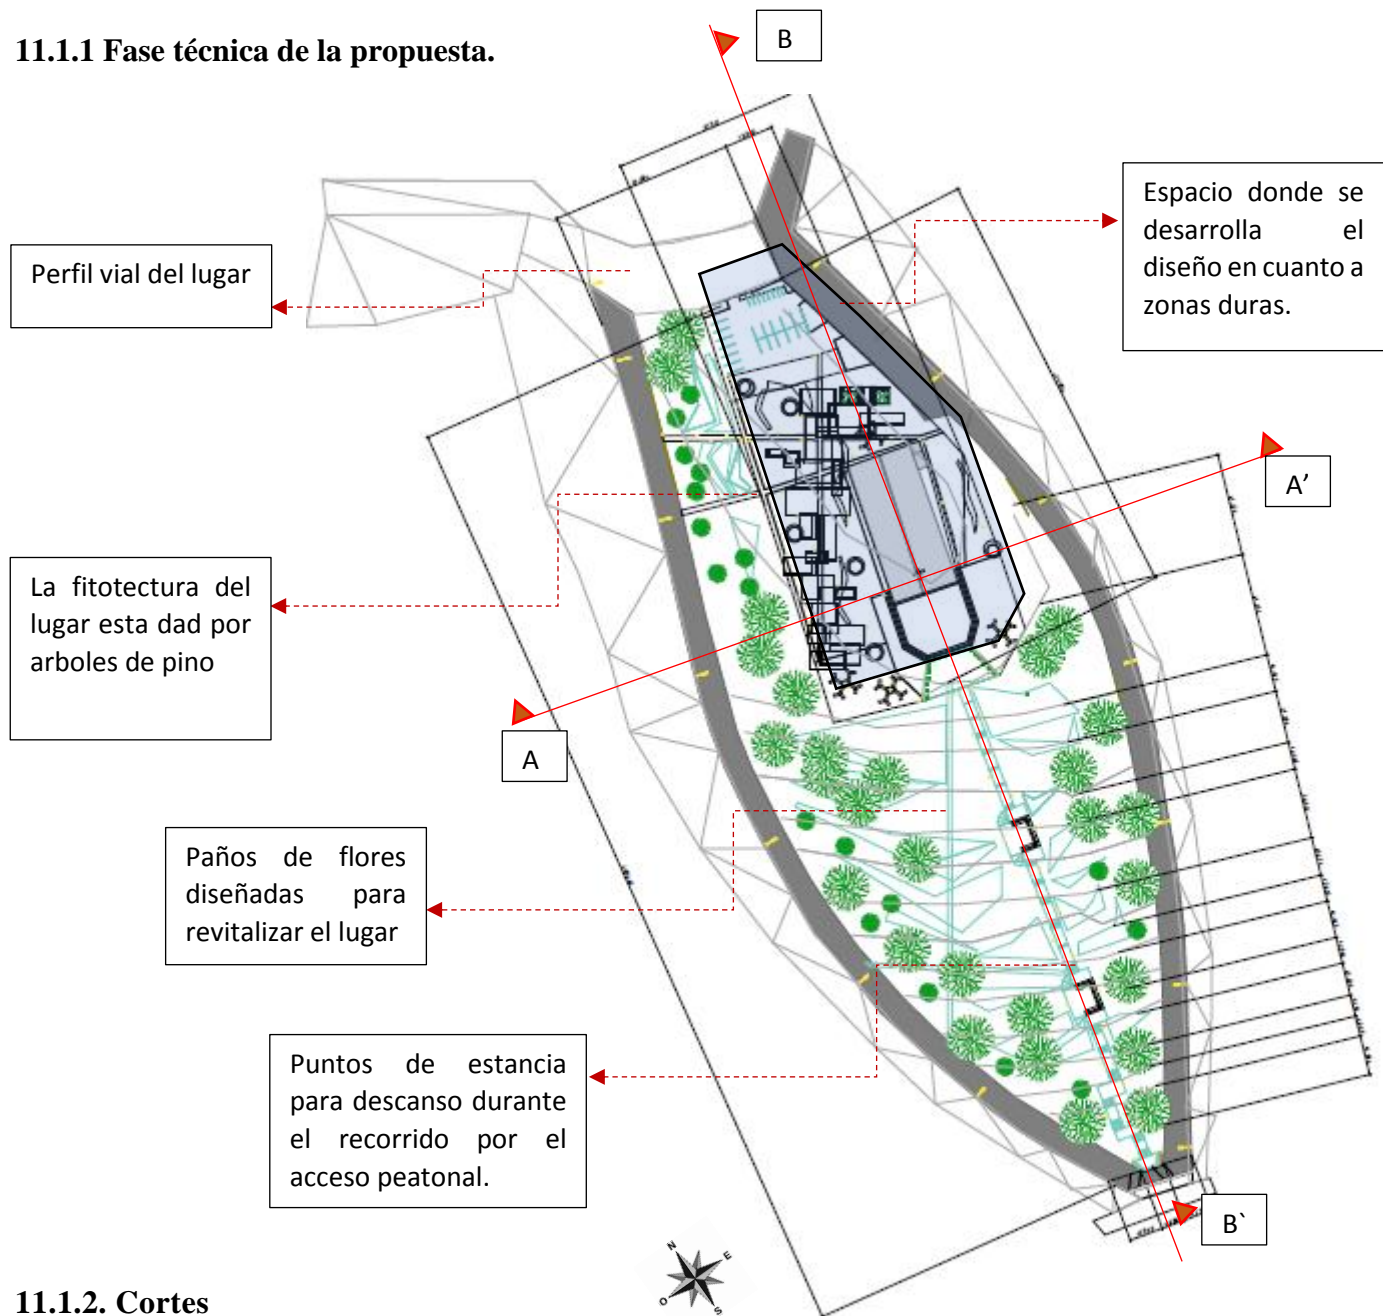 11.1.1 Fase técnica de la propuesta.
B
Espacio donde se
desarrolla el
diseño en cuanto a
zonas duras.
Perfil vial del lugar
A'
La fitotectura del
lugar esta dad por
arboles de pino
A
Paños de flores
diseñadas para
revitalizar el lugar
Puntos de estancia
para descanso durante
el recorrido por el
acceso peatonal.
B`
N
E
O
S
11.1.2. Cortes